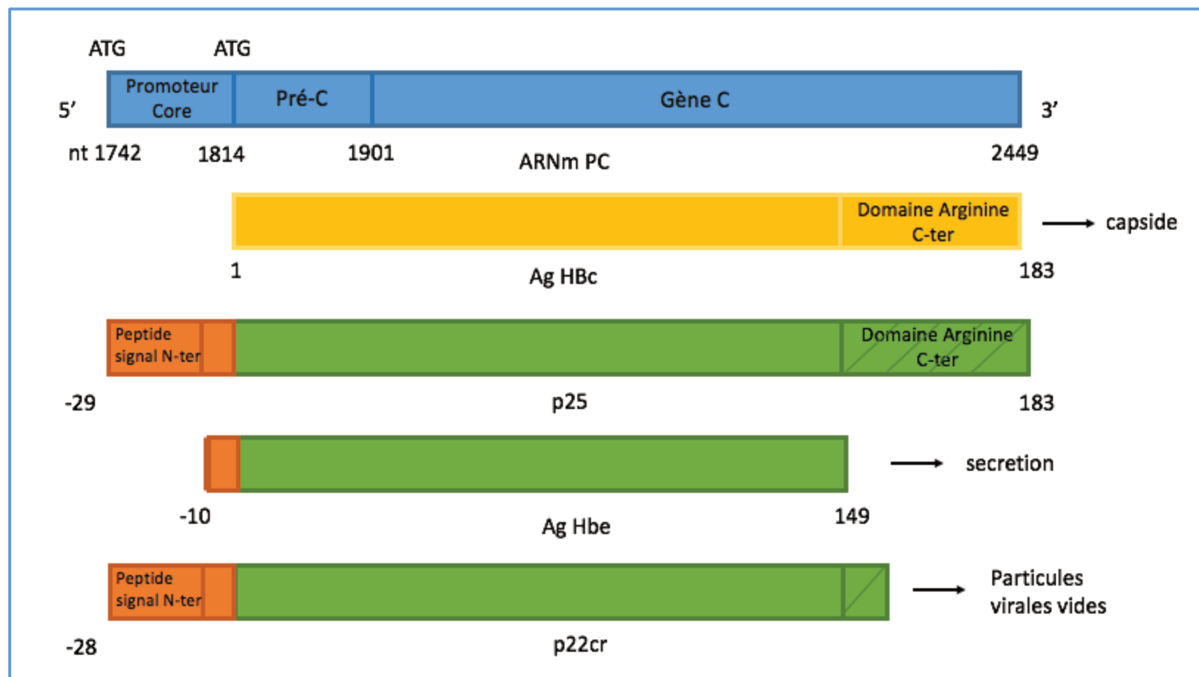 ATG ATG
5’ Promoteur Core Pré-C Gène C 3’
nt 1742 1814 1901 2449
ARNm PC
Domaine Arginine
C-ter
capside
1 183
Ag HBc
Peptide
signal N-ter
Domaine Arginine
C-ter
-29 183
p25
secretion
-10 149
Ag Hbe
Peptide
signal N-ter
Particules
virales vides
-28
p22cr